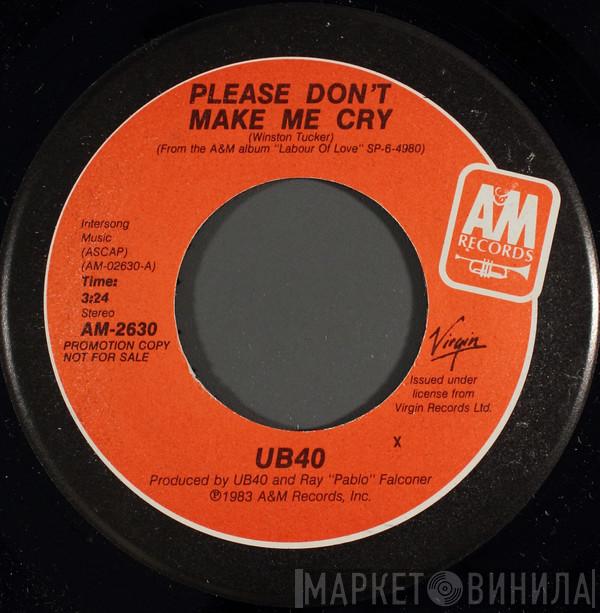 PLEASE DON'T
MAKE ME CRY
(Winston Tucker)
(From the A&M album "Labour Of Love" SP-6-4980)
Intersong
Music
(ASCAP)
(AM-02630-A)
Time:
3:24
Stereo
AM-2630
PROMOTION COPY
NOT FOR SALE
A&M
RECORDS
Virgin
Issued under
license from
Virgin Records Ltd.
X
UB40
Produced by UB40 and Ray "Pablo" Falconer
℗1983 A&M Records, Inc.
МАРКЕТ ВИНИЛА